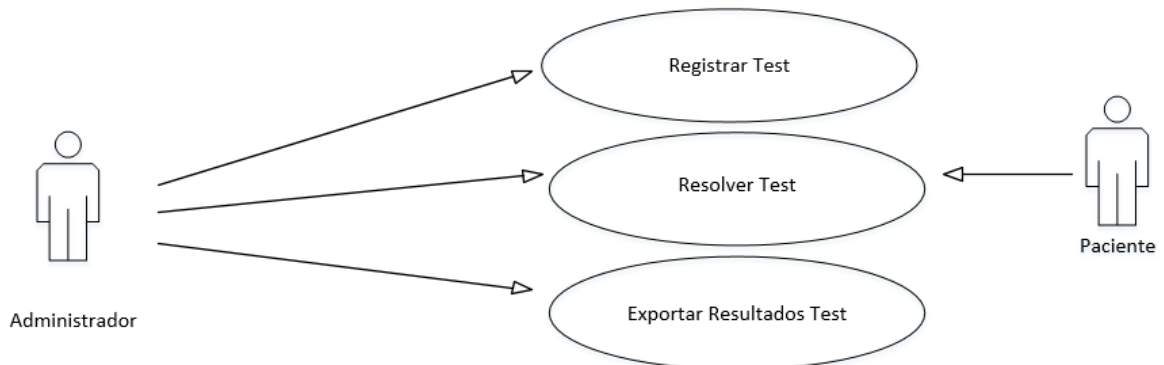 Registrar Test
Resolver Test
Paciente
Exportar Resultados Test
Administrador